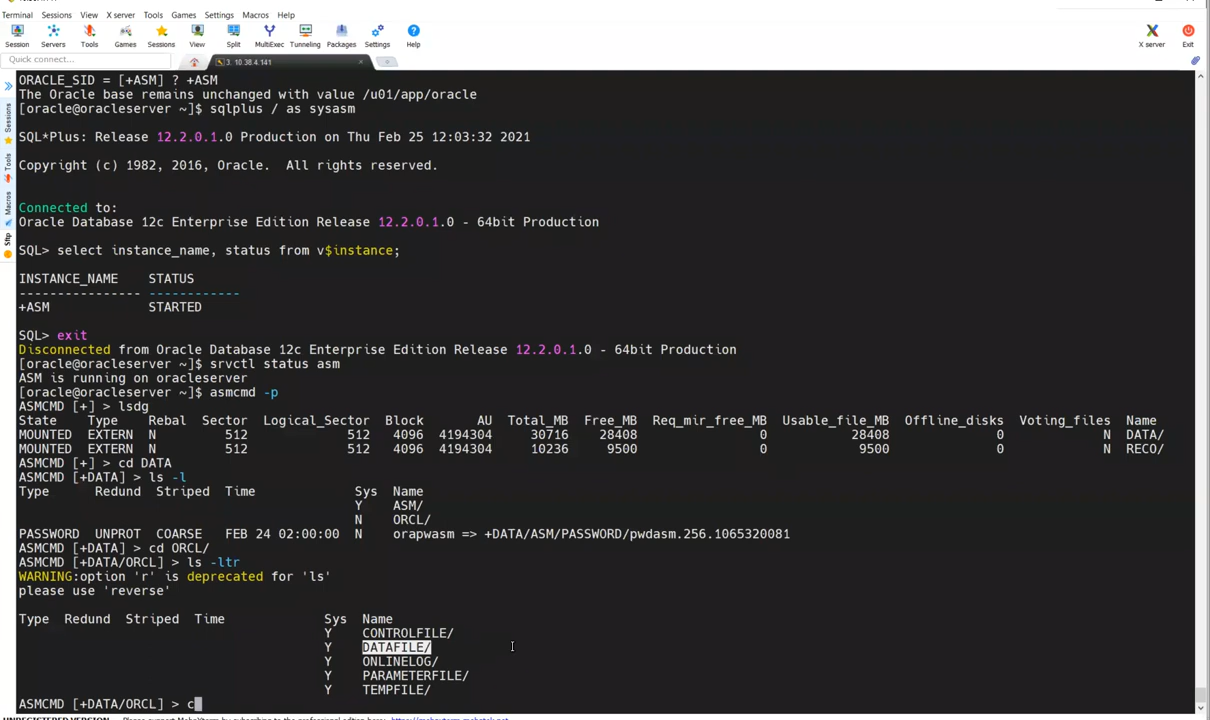 Terminal Sessions View X server Tools Games Settings Macros Help
Session Servers Tools Games Sessions View Split MultiExec Tunneling Packages Settings Help X server Exit
Quick connect...
3. 10.38.4.141
Sessions
Tools
Macros
Sftp
ORACLE_SID = [+ASM] ? +ASM
The Oracle base remains unchanged with value /u01/app/oracle
[oracle@oracleserver ~]$ sqlplus / as sysasm
SQL*Plus: Release 12.2.0.1.0 Production on Thu Feb 25 12:03:32 2021
Copyright (c) 1982, 2016, Oracle.  All rights reserved.
Connected to:
Oracle Database 12c Enterprise Edition Release 12.2.0.1.0 - 64bit Production
SQL> select instance_name, status from v$instance;
INSTANCE_NAME    STATUS
---------------- ------------
+ASM             STARTED
SQL> exit
Disconnected from Oracle Database 12c Enterprise Edition Release 12.2.0.1.0 - 64bit Production
[oracle@oracleserver ~]$ srvctl status asm
ASM is running on oracleserver
[oracle@oracleserver ~]$ asmcmd -p
ASMCMD [+] > lsdg
State    Type    Rebal  Sector  Logical_Sector  Block       AU  Total_MB  Free_MB  Req_mir_free_MB  Usable_file_MB  Offline_disks  Voting_files  Name
MOUNTED  EXTERN  N         512             512   4096  4194304     30716    28408                0           28408              0             N  DATA/
MOUNTED  EXTERN  N         512             512   4096  4194304     10236     9500                0            9500              0             N  RECO/
ASMCMD [+] > cd DATA
ASMCMD [+DATA] > ls -l
Type      Redund  Striped  Time             Sys  Name
Y    ASM/
N    ORCL/
PASSWORD  UNPROT  COARSE   FEB 24 02:00:00  N    orapwasm => +DATA/ASM/PASSWORD/pwdasm.256.1065320081
ASMCMD [+DATA] > cd ORCL/
ASMCMD [+DATA/ORCL] > ls -ltr
WARNING:option 'r' is deprecated for 'ls'
please use 'reverse'
Type  Redund  Striped  Time             Sys  Name
Y    CONTROLFILE/
Y    DATAFILE/
Y    ONLINELOG/
Y    PARAMETERFILE/
Y    TEMPFILE/
ASMCMD [+DATA/ORCL] > c